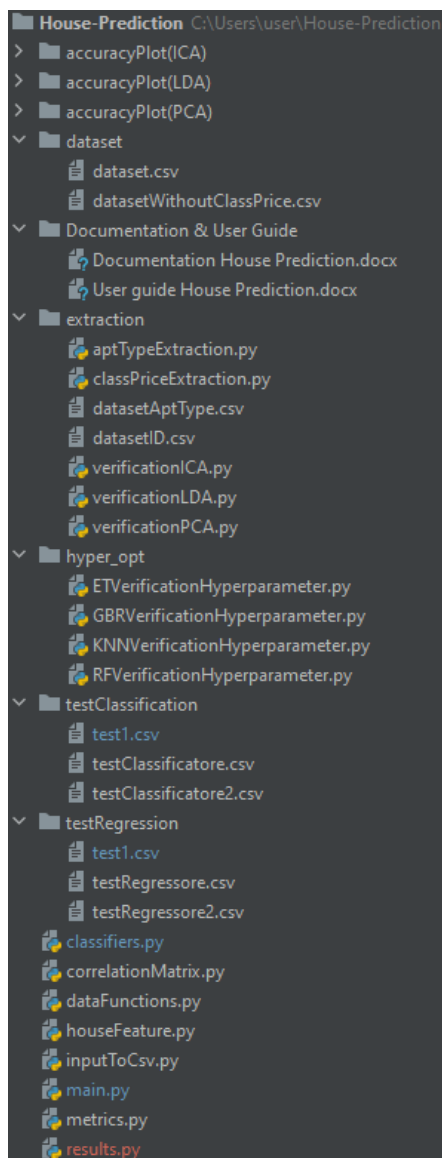 House-Prediction C:\Users\user\House-Prediction
accuracyPlot(ICA)
accuracyPlot(LDA)
accuracyPlot(PCA)
dataset
dataset.csv
datasetWithoutClassPrice.csv
Documentation & User Guide
Documentation House Prediction.docx
User guide House Prediction.docx
extraction
aptTypeExtraction.py
classPriceExtraction.py
datasetAptType.csv
datasetID.csv
verificationICA.py
verificationLDA.py
verificationPCA.py
hyper_opt
ETVerificationHyperparameter.py
GBRVerificationHyperparameter.py
KNNVerificationHyperparameter.py
RFVerificationHyperparameter.py
testClassification
test1.csv
testClassificatore.csv
testClassificatore2.csv
testRegression
test1.csv
testRegressore.csv
testRegressore2.csv
classifiers.py
correlationMatrix.py
dataFunctions.py
houseFeature.py
inputToCsv.py
main.py
metrics.py
results.py